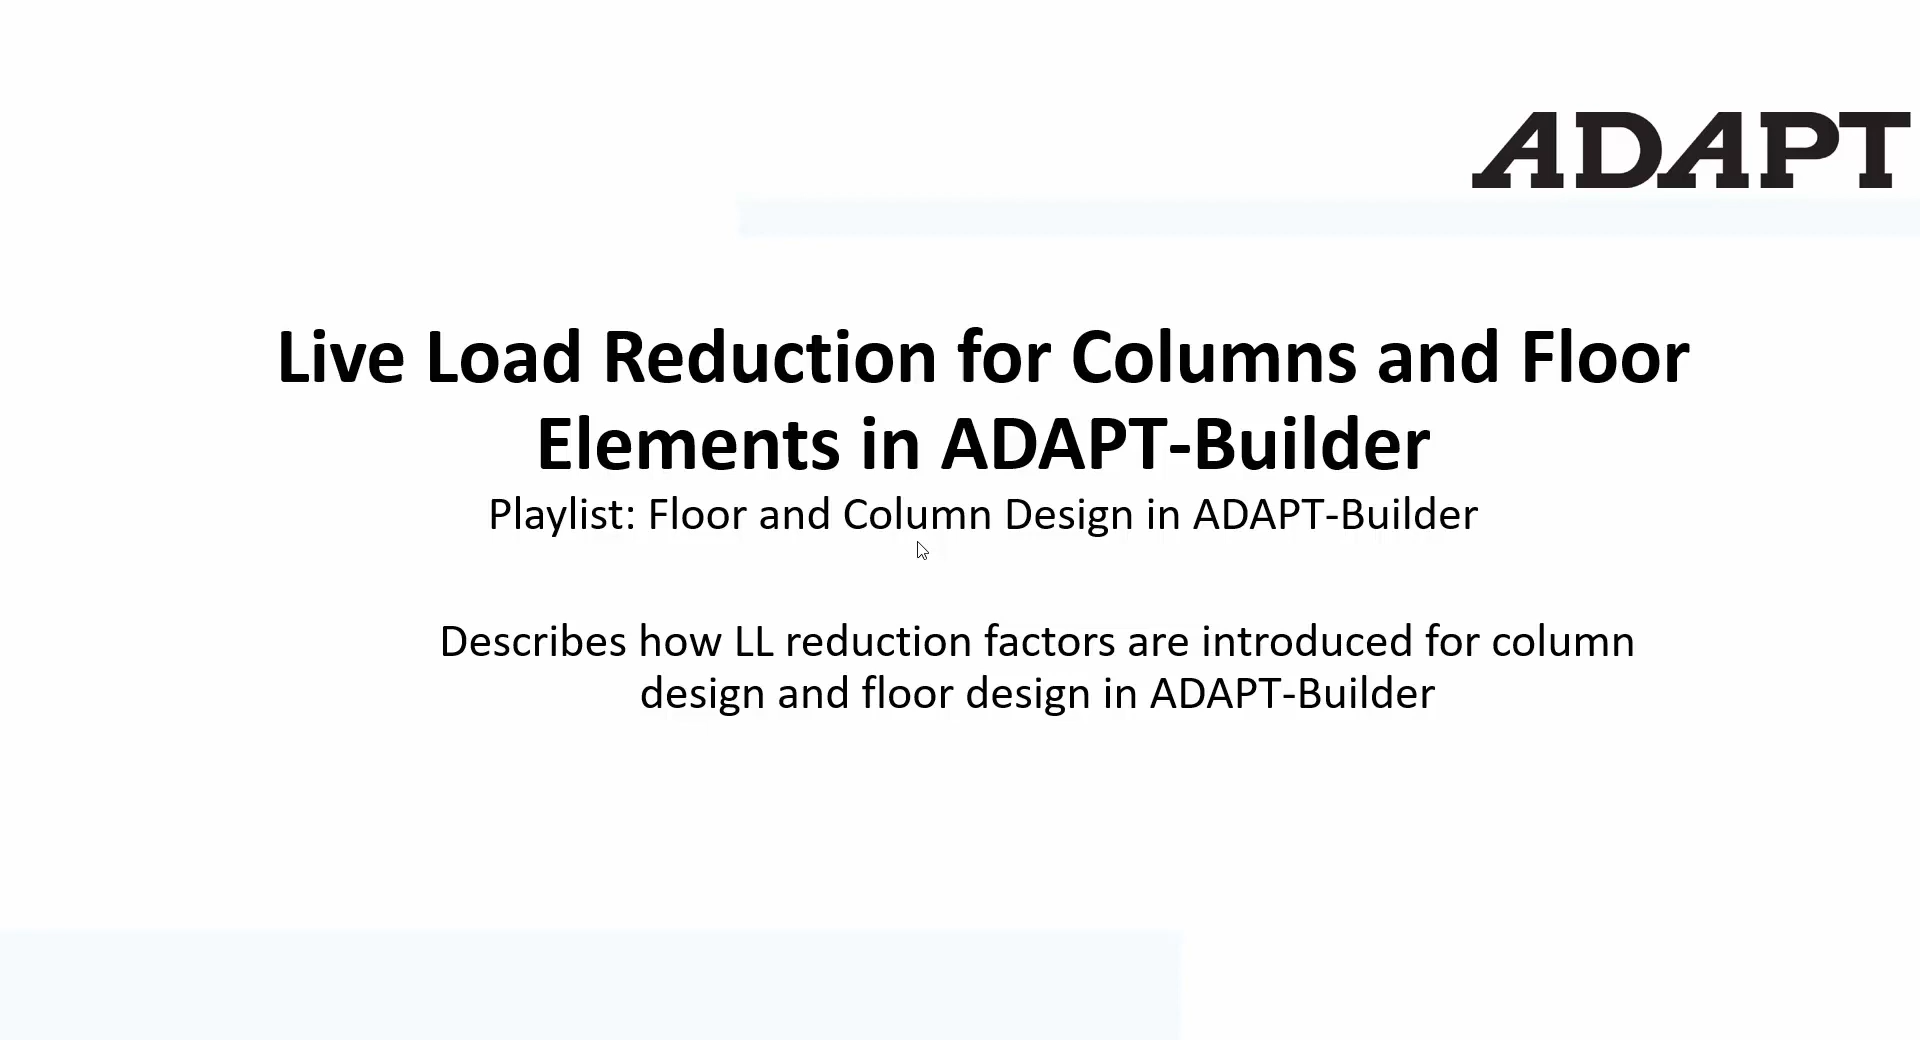 ADAPT
Live Load Reduction for Columns and Floor
Elements in ADAPT-Builder
Playlist: Floor and Column Design in ADAPT-Builder
Describes how LL reduction factors are introduced for column
design and floor design in ADAPT-Builder